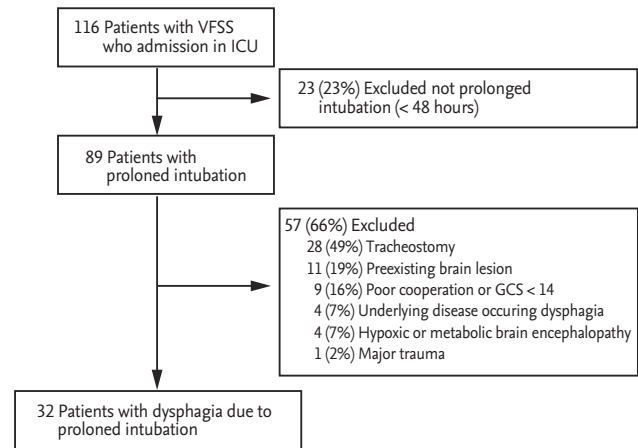 116 Patients with VFSS
who admission in ICU
23 (23%) Excluded not prolonged
intubation (< 48 hours)
89 Patients with
proloned intubation
57 (66%) Excluded
28 (49%) Tracheostomy
11 (19%) Preexisting brain lesion
9 (16%) Poor cooperation or GCS < 14
4 (7%) Underlying disease occuring dysphagia
4 (7%) Hypoxic or metabolic brain encephalopathy
1 (2%) Major trauma
32 Patients with dysphagia due to
proloned intubation